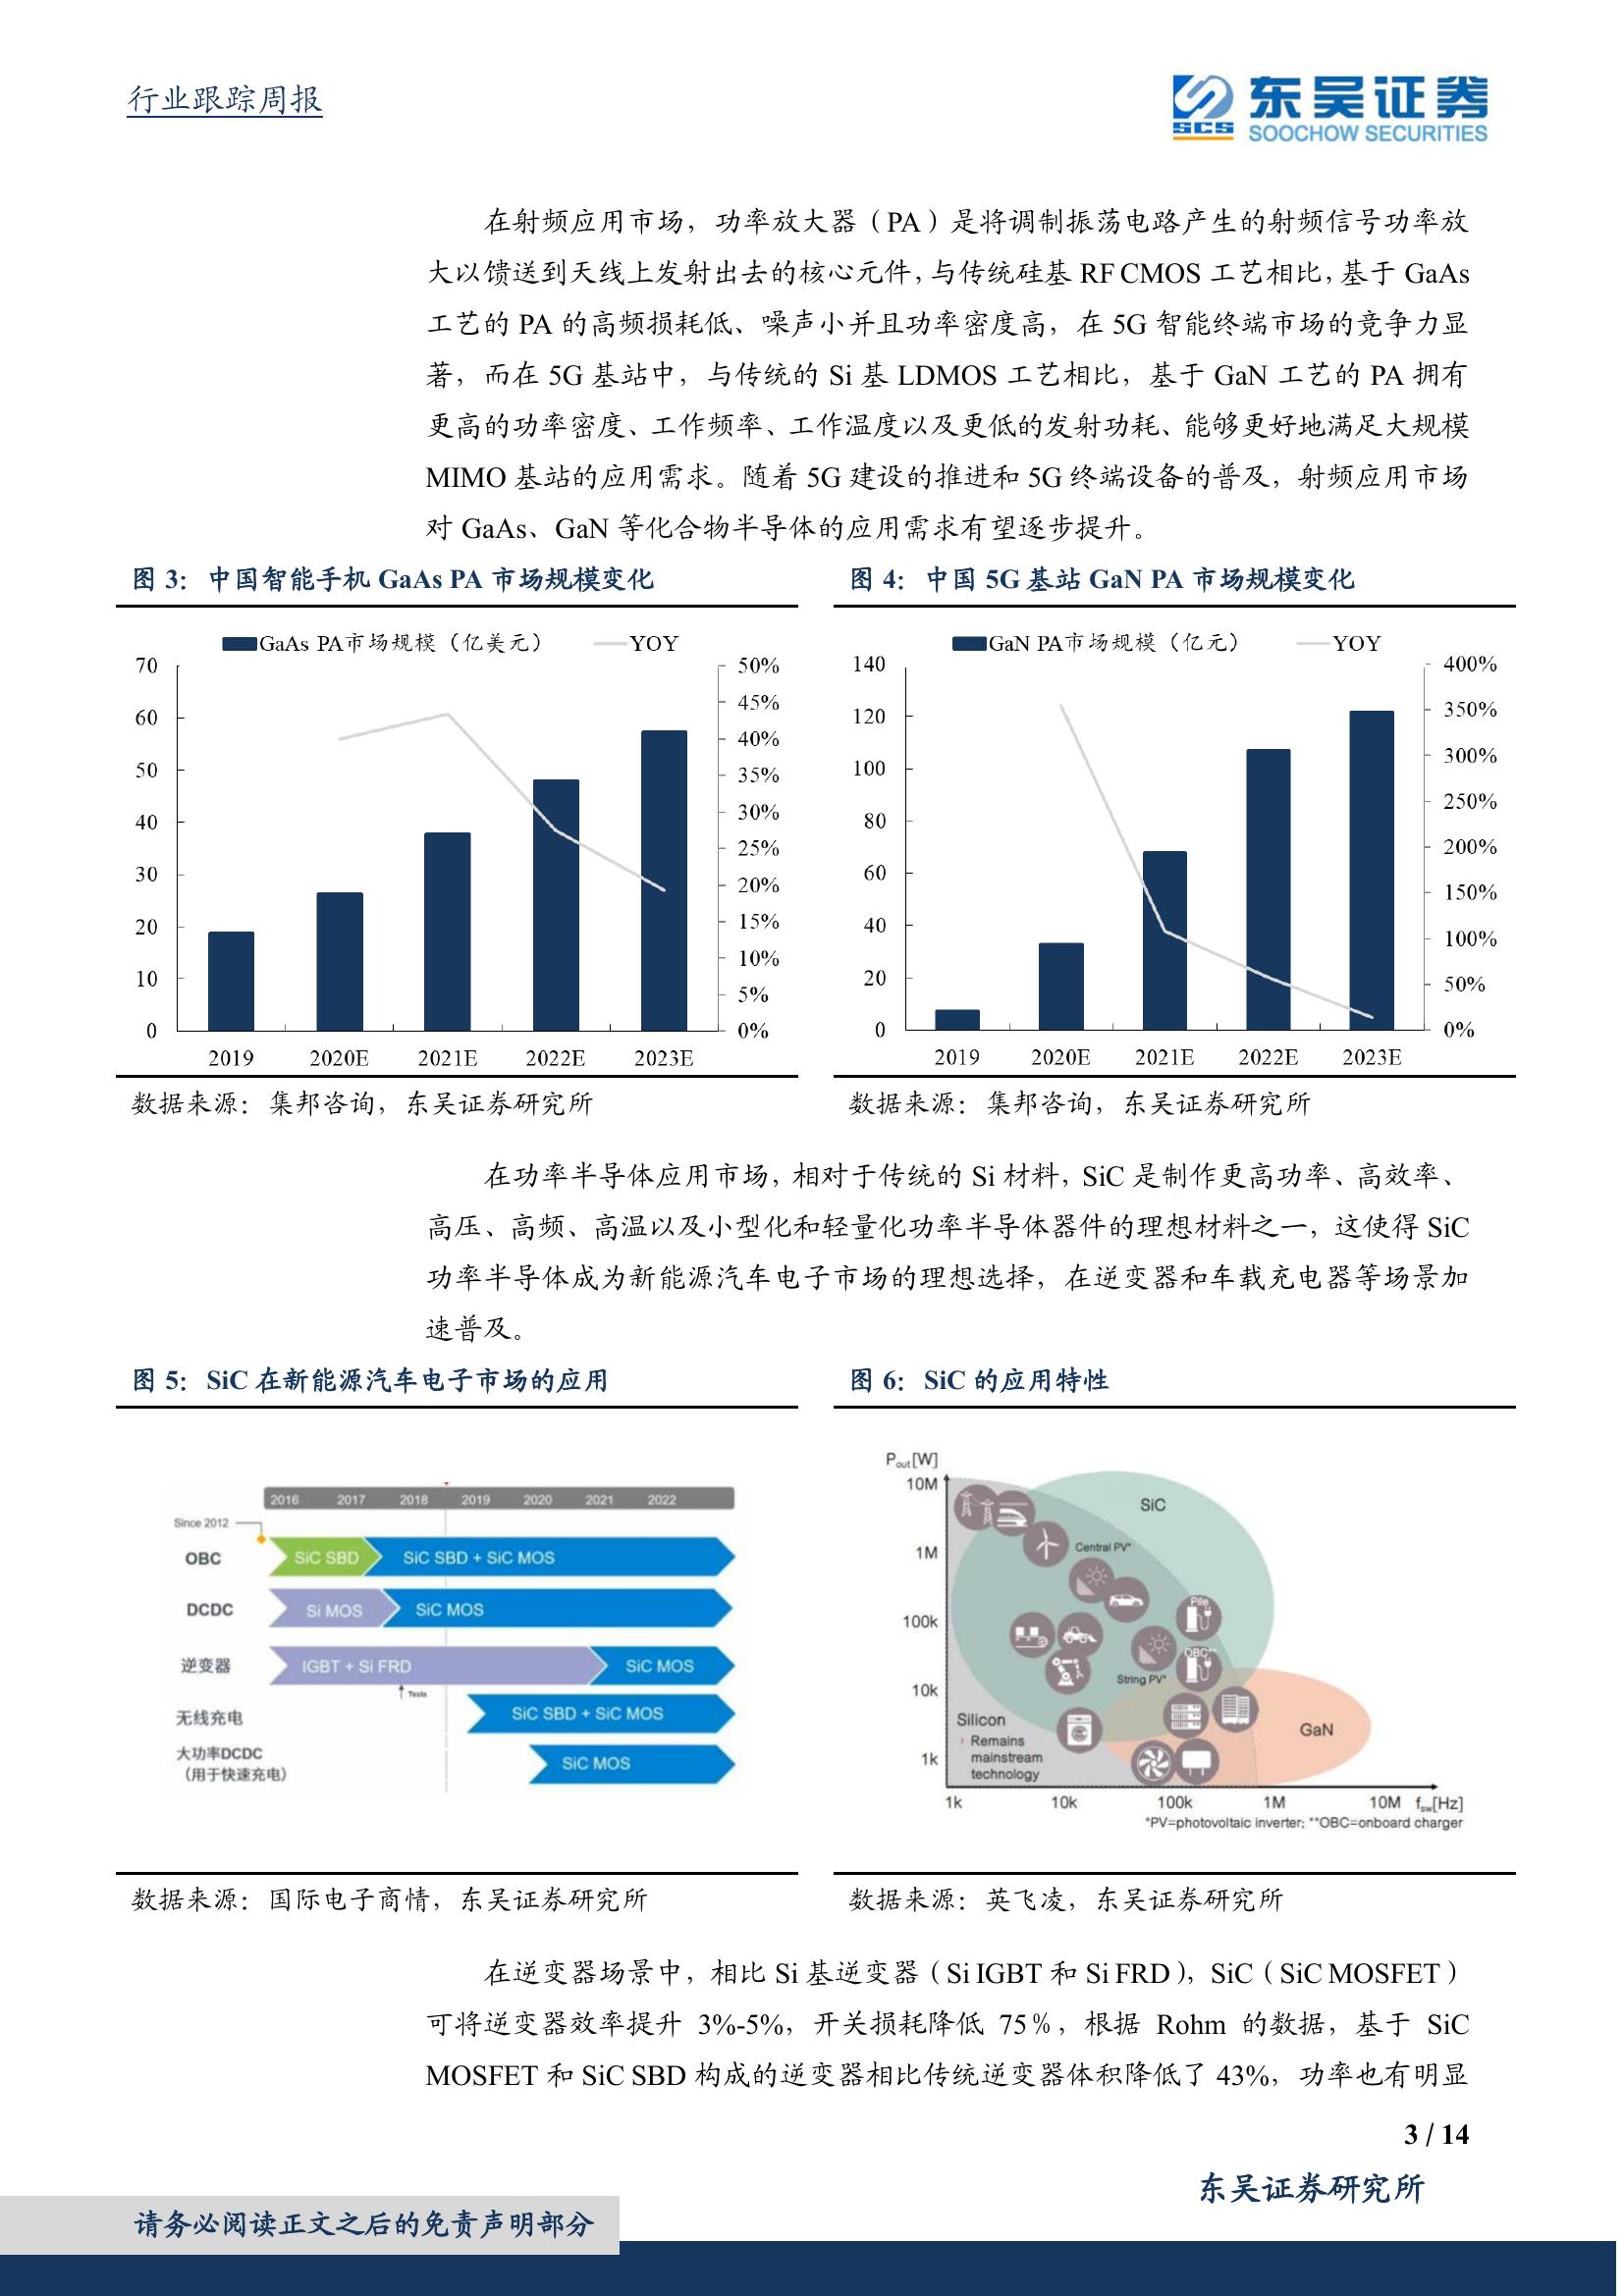 行业跟踪周报
SCS
东吴证券
SOOCHOW SECURITIES
在射频应用市场，功率放大器（PA）是将调制振荡电路产生的射频信号功率放
大以馈送到天线上发射出去的核心元件，与传统硅基 RF CMOS 工艺相比，基于 GaAs
工艺的 PA 的高频损耗低、噪声小并且功率密度高，在 5G 智能终端市场的竞争力显
著，而在 5G 基站中，与传统的 Si 基 LDMOS 工艺相比，基于 GaN 工艺的 PA 拥有
更高的功率密度、工作频率、工作温度以及更低的发射功耗、能够更好地满足大规模
MIMO 基站的应用需求。随着 5G 建设的推进和 5G 终端设备的普及，射频应用市场
对 GaAs、GaN 等化合物半导体的应用需求有望逐步提升。
图 3：中国智能手机 GaAs PA 市场规模变化
GaAs PA市场规模（亿美元） YOY
70
60
50
40
30
20
10
0
50%
45%
40%
35%
30%
25%
20%
15%
10%
5%
0%
2019 2020E 2021E 2022E 2023E
数据来源：集邦咨询，东吴证券研究所
图 4：中国 5G 基站 GaN PA 市场规模变化
GaN PA市场规模（亿元） YOY
140
120
100
80
60
40
20
0
400%
350%
300%
250%
200%
150%
100%
50%
0%
2019 2020E 2021E 2022E 2023E
数据来源：集邦咨询，东吴证券研究所
在功率半导体应用市场，相对于传统的 Si 材料，SiC 是制作更高功率、高效率、
高压、高频、高温以及小型化和轻量化功率半导体器件的理想材料之一，这使得 SiC
功率半导体成为新能源汽车电子市场的理想选择，在逆变器和车载充电器等场景加
速普及。
图 5：SiC 在新能源汽车电子市场的应用
2016 2017 2018 2019 2020 2021 2022
Since 2012
OBC SiC SBD SiC SBD + SiC MOS
DCDC Si MOS SiC MOS
逆变器 IGBT + Si FRD SiC MOS
Tesla
无线充电 SiC SBD + SiC MOS
大功率DCDC
（用于快速充电） SiC MOS
数据来源：国际电子商情，东吴证券研究所
图 6：SiC 的应用特性
Pout[W]
10M
1M
100k
10k
1k
SiC
Central PV*
Pile
OBC**
String PV*
GaN
Silicon
› Remains
mainstream
technology
1k 10k 100k 1M 10M fsw[Hz]
*PV=photovoltaic inverter; **OBC=onboard charger
数据来源：英飞凌，东吴证券研究所
在逆变器场景中，相比 Si 基逆变器（Si IGBT 和 Si FRD），SiC（SiC MOSFET）
可将逆变器效率提升 3%-5%，开关损耗降低 75％，根据 Rohm 的数据，基于 SiC
MOSFET 和 SiC SBD 构成的逆变器相比传统逆变器体积降低了 43%，功率也有明显
3 / 14
东吴证券研究所
请务必阅读正文之后的免责声明部分